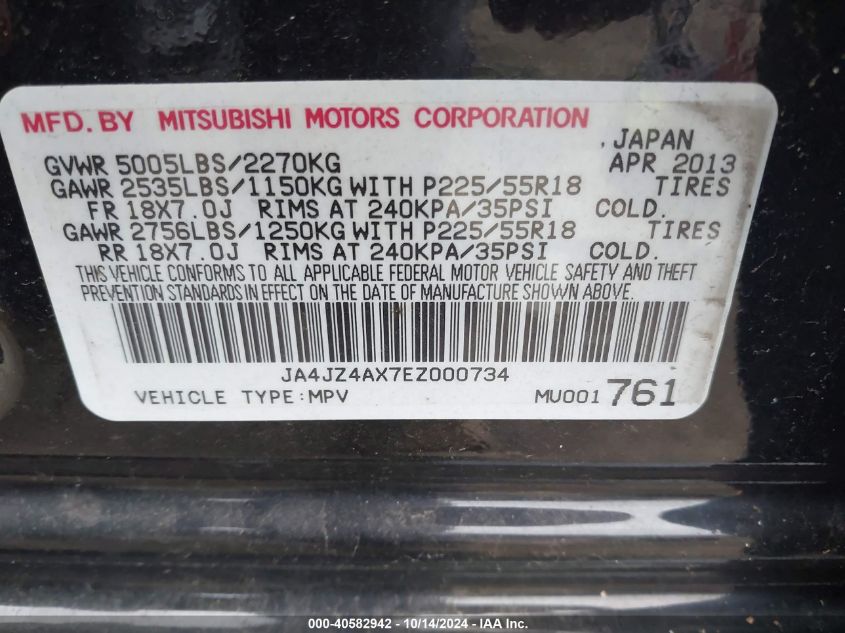 MFD. BY MITSUBISHI MOTORS CORPORATION
, JAPAN
GVWR 5005LBS/2270KG APR 2013
GAWR 2535LBS/1150KG WITH P225/55R18 TIRES
FR 18X7.0J RIMS AT 240KPA/35PSI COLD.
GAWR 2756LBS/1250KG WITH P225/55R18 TIRES
RR 18X7.0J RIMS AT 240KPA/35PSI COLD.
THIS VEHICLE CONFORMS TO ALL APPLICABLE FEDERAL MOTOR VEHICLE SAFETY AND THEFT
PREVENTION STANDARDS IN EFFECT ON THE DATE OF MANUFACTURE SHOWN ABOVE.
JA4JZ4AX7EZ000734
VEHICLE TYPE:MPV MU001 761
000-40582942 - 10/14/2024 - IAA Holdings, LLC.